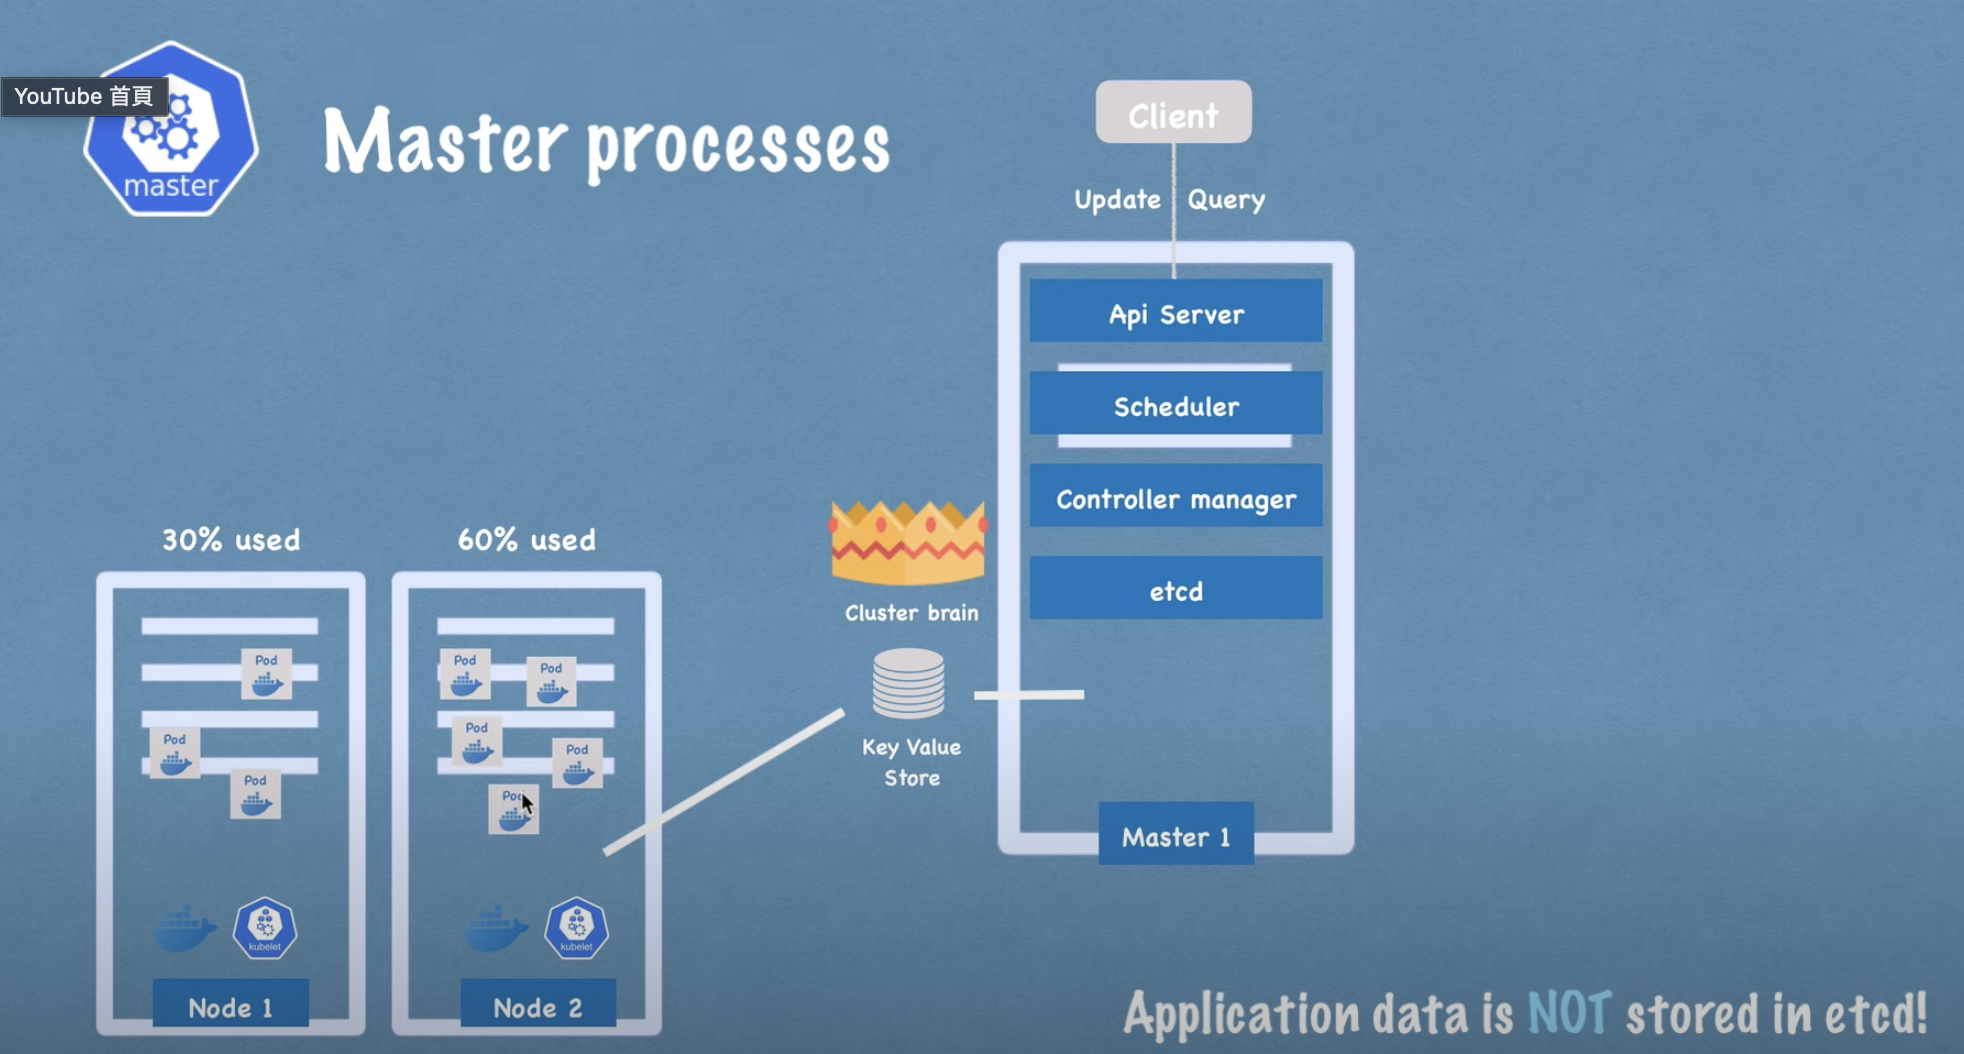 YouTube 首頁
master
Master processes
Client
Update Query
Api Server
Scheduler
Controller manager
etcd
Master 1
Cluster brain
Key Value
Store
30% used
Pod
Pod
Pod
kubelet
Node 1
60% used
Pod
Pod
Pod
Pod
Pod
kubelet
Node 2
Application data is NOT stored in etcd!